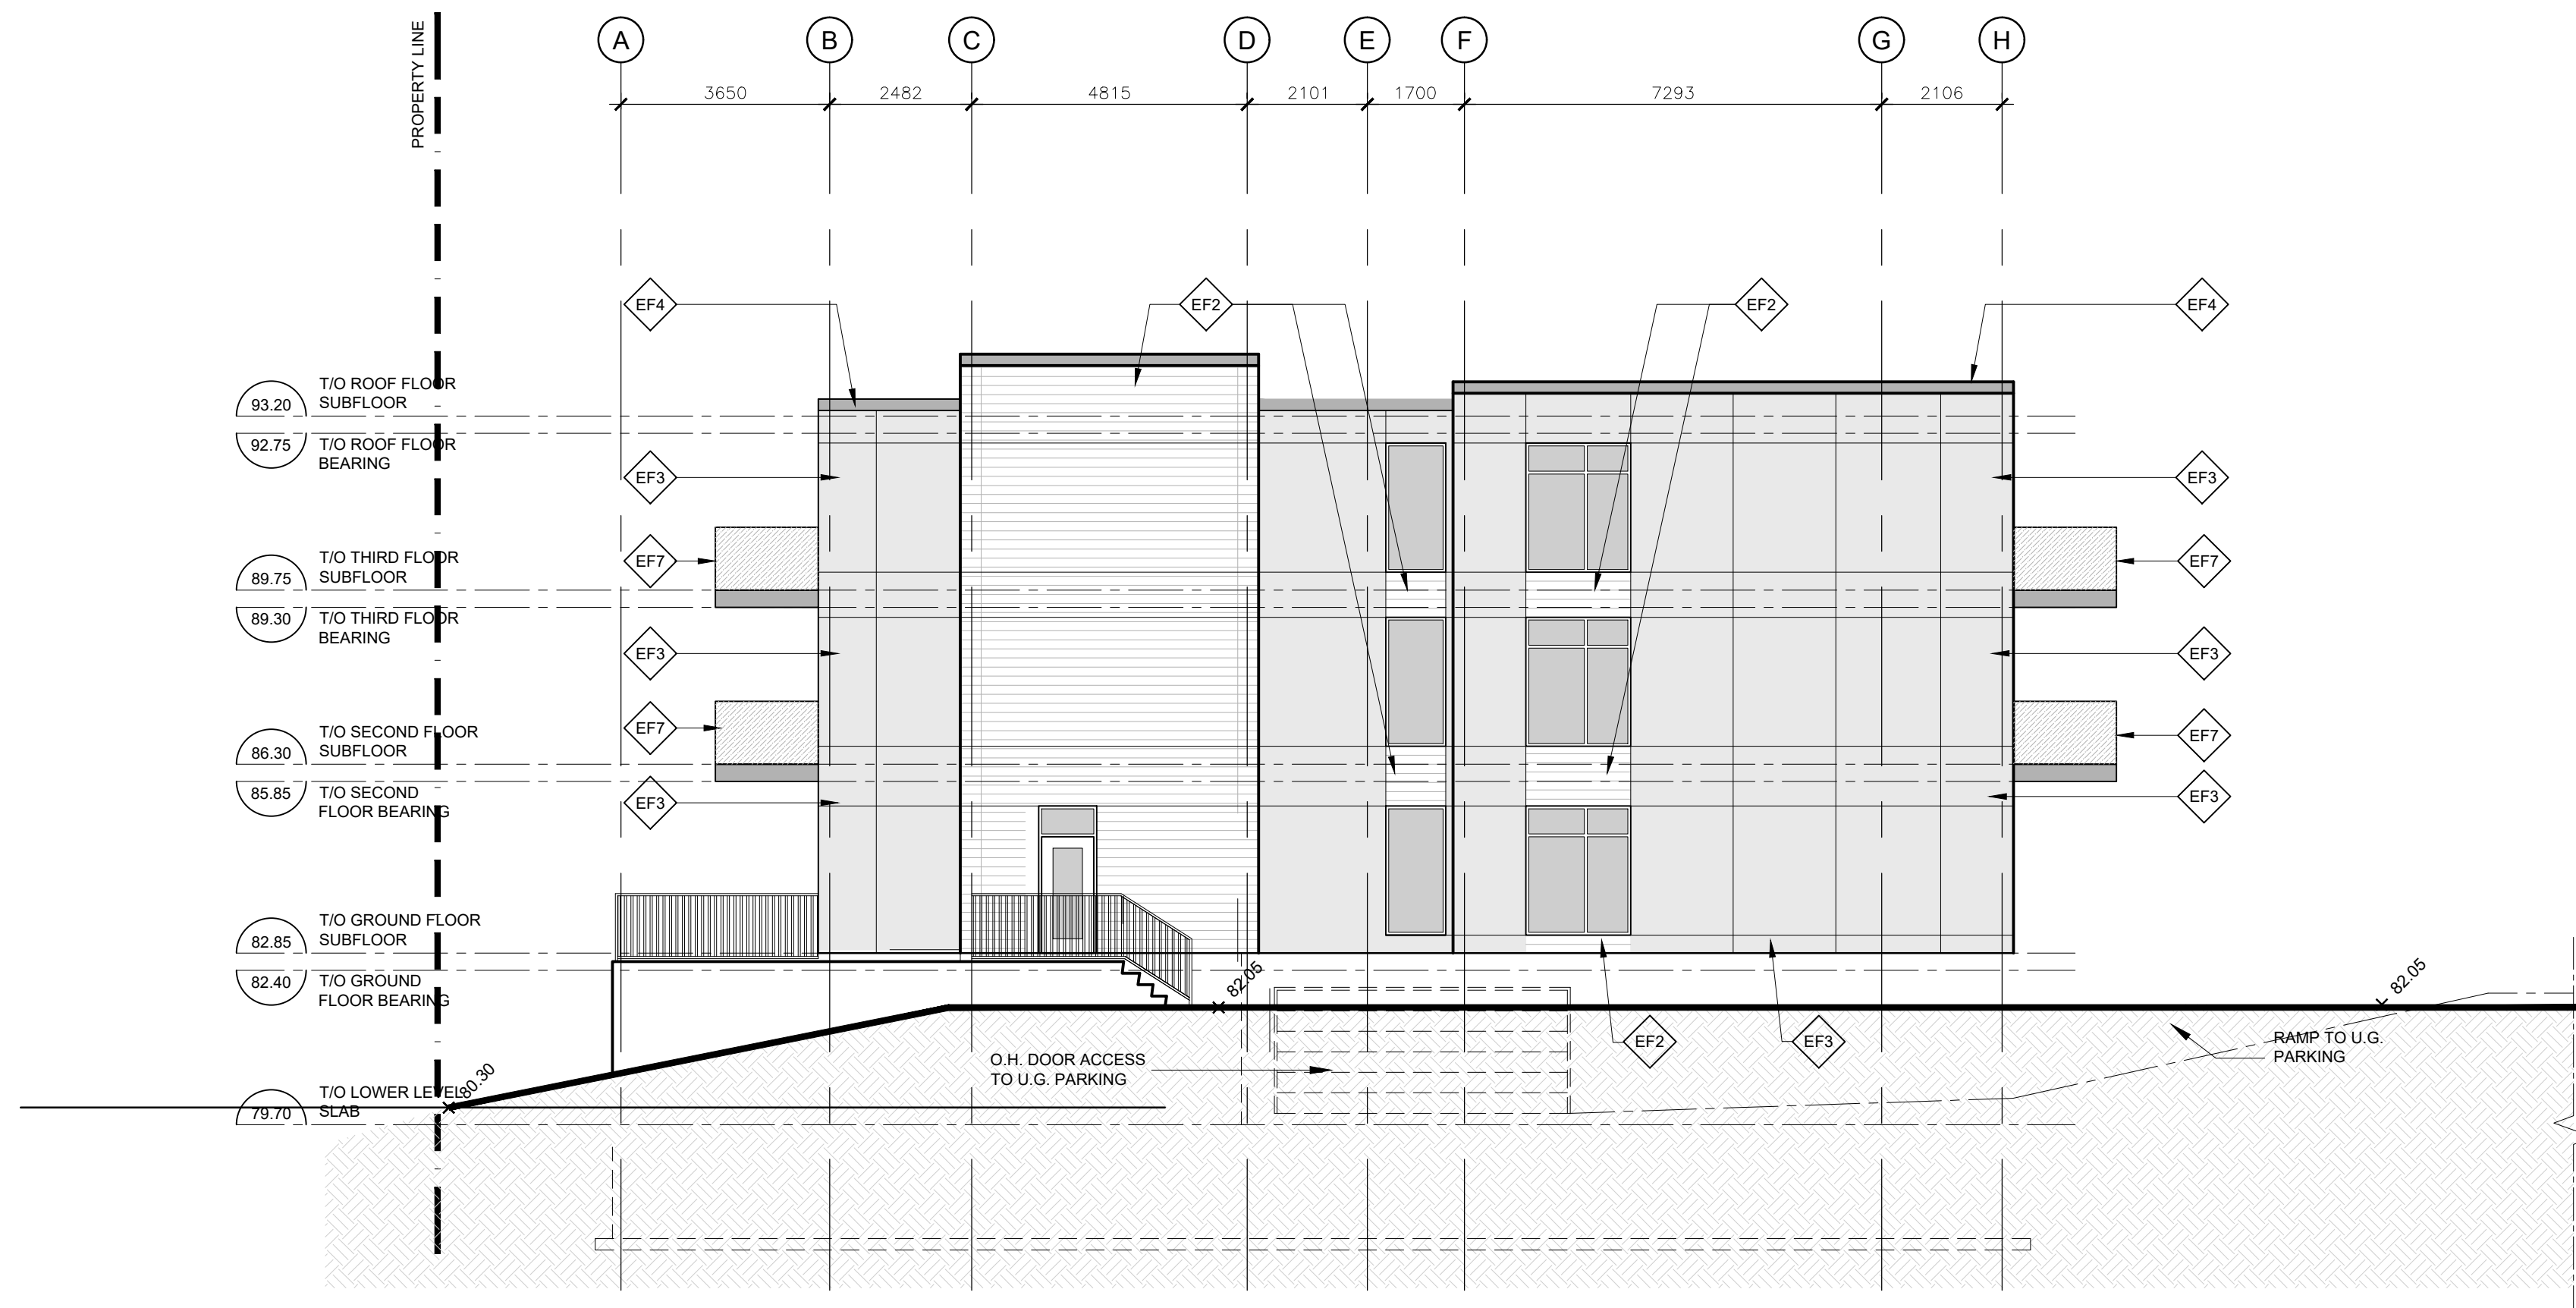 PROPERTY LINE
A B C D E F G H
3650 2482 4815 2101 1700 7293 2106
EF4 EF2 EF2 EF4
T/O ROOF FLOOR
SUBFLOOR
93.20
92.75
T/O ROOF FLOOR
BEARING
EF3 EF3
T/O THIRD FLOOR
SUBFLOOR
89.75
EF7 EF7
89.30
T/O THIRD FLOOR
BEARING
EF3 EF3
T/O SECOND FLOOR
SUBFLOOR
86.30
EF7 EF7
85.85
T/O SECOND
FLOOR BEARING
EF3 EF3
T/O GROUND FLOOR
SUBFLOOR
82.85
82.40
T/O GROUND
FLOOR BEARING
82.05
82.05
EF2 EF3
RAMP TO U.G.
PARKING
O.H. DOOR ACCESS
TO U.G. PARKING
80.30
T/O LOWER LEVEL
SLAB
79.70